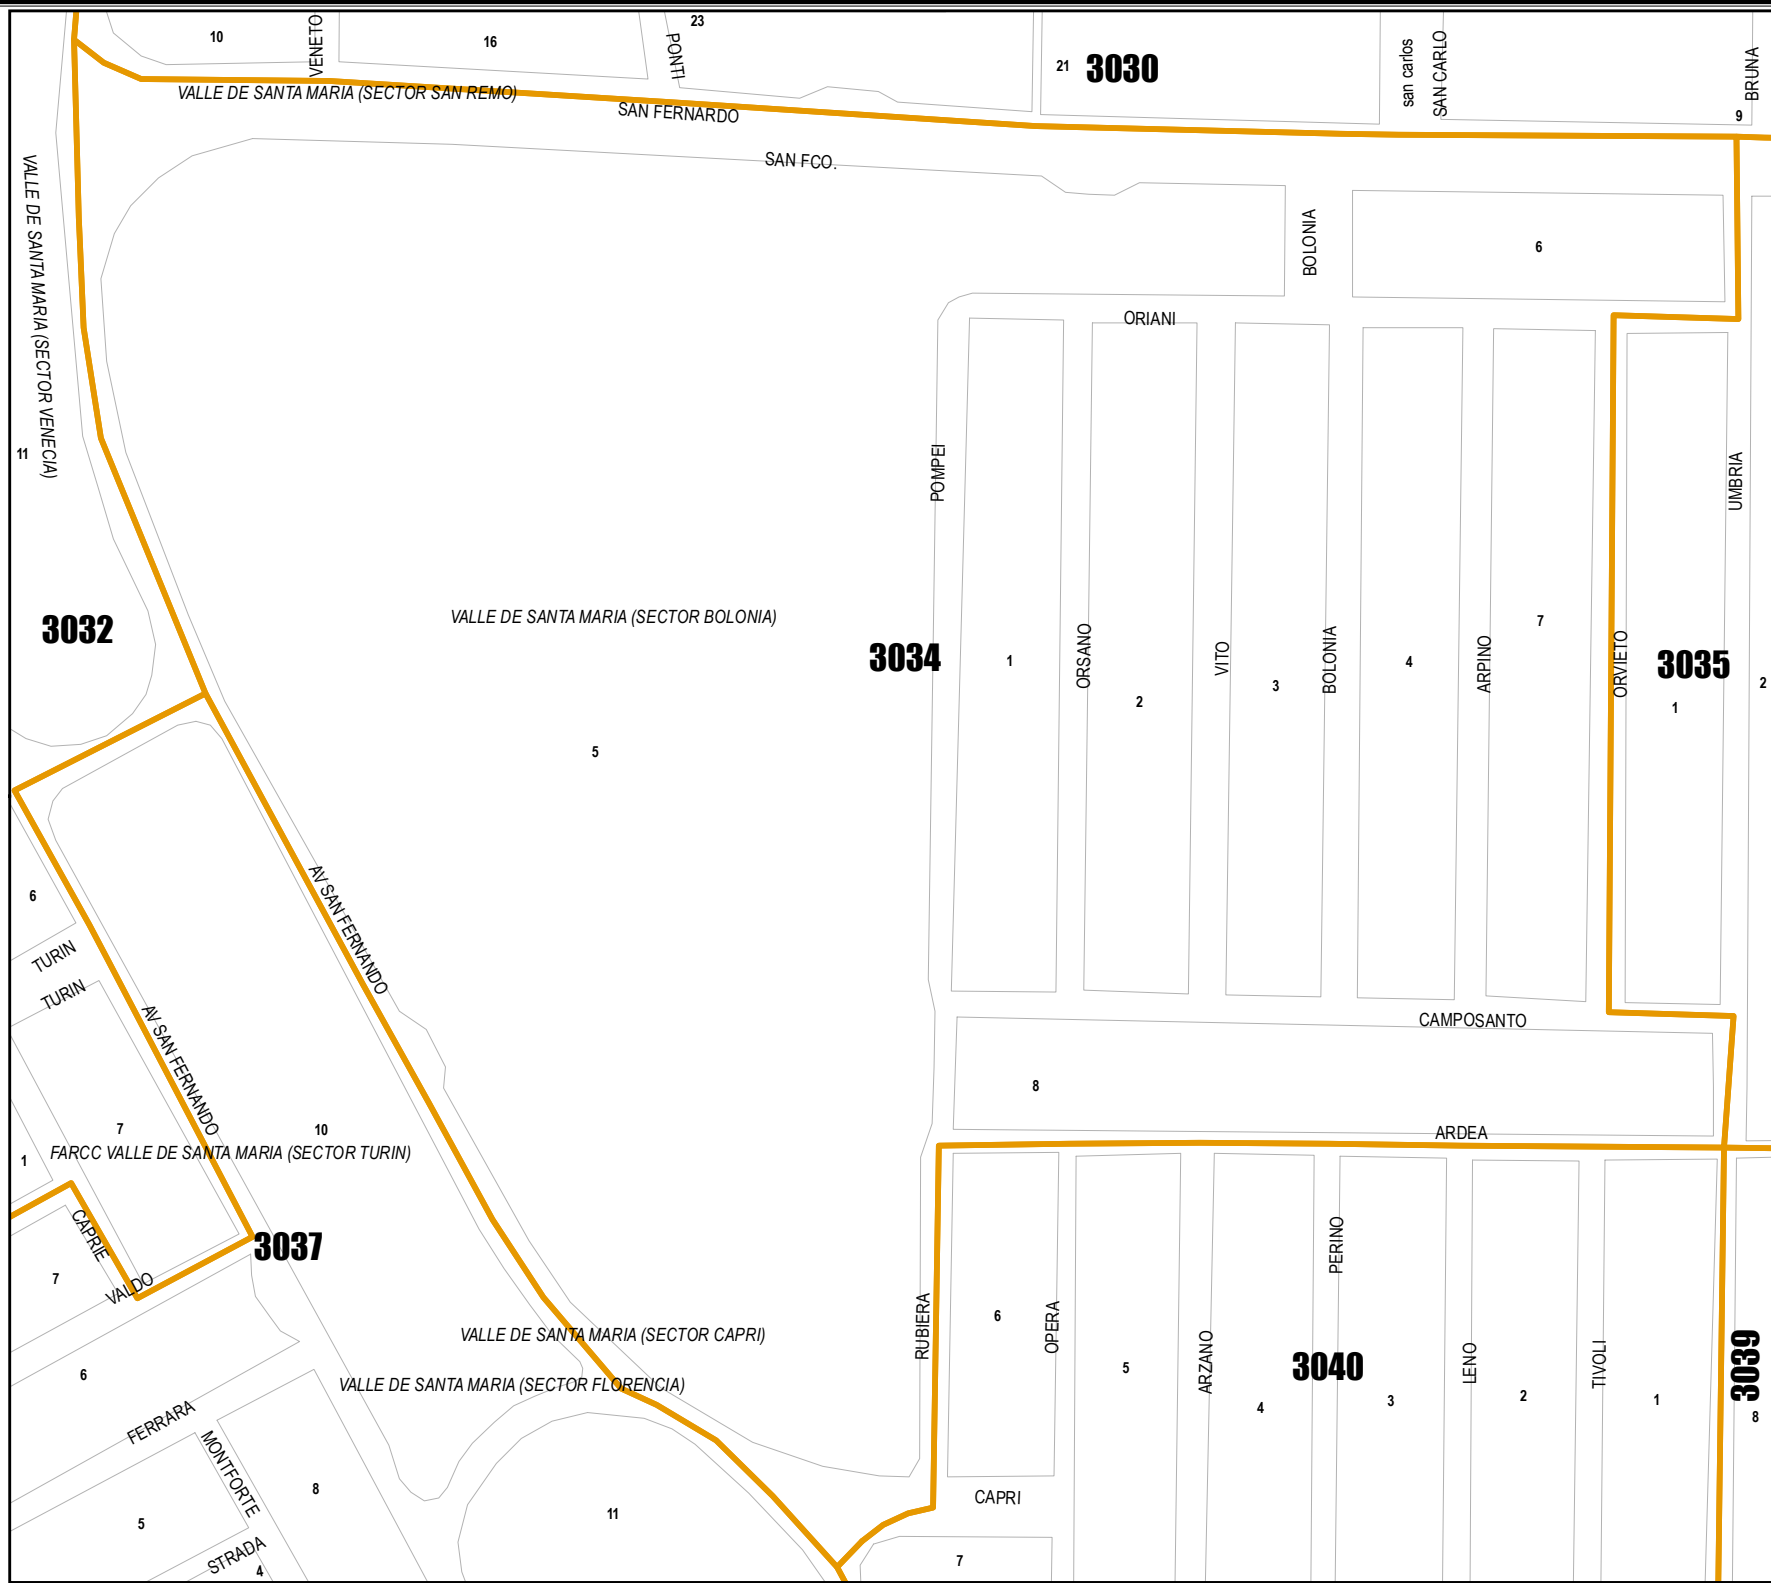 10
VENETO
16
23
PONTI
21
3030
san carlos
SAN CARLO
BRUNA
9
VALLE DE SANTA MARIA (SECTOR SAN REMO)
SAN FERNARDO
SAN FCO.
VALLE DE SANTA MARIA (SECTOR VENECIA)
BOLONIA
6
ORIANI
11
POMPEI
UMBRIA
3032
VALLE DE SANTA MARIA (SECTOR BOLONIA)
3034
1
ORSANO
2
VITO
3
BOLONIA
4
ARPINO
7
ORVIETO
3035
1
2
5
6
TURIN
TURIN
AV SAN FERNANDO
AV SAN FERNANDO
CAMPOSANTO
8
7
10
ARDEA
1
FARCC VALLE DE SANTA MARIA (SECTOR TURIN)
CAPRIE
3037
7
VALDO
RUBIERA
6
OPERA
PERINO
VALLE DE SANTA MARIA (SECTOR CAPRI)
5
ARZANO
3040
LENO
TIVOLI
3039
6
VALLE DE SANTA MARIA (SECTOR FLORENCIA)
4
3
2
1
8
FERRARA
MONTFORTE
8
CAPRI
5
11
STRADA
4
7